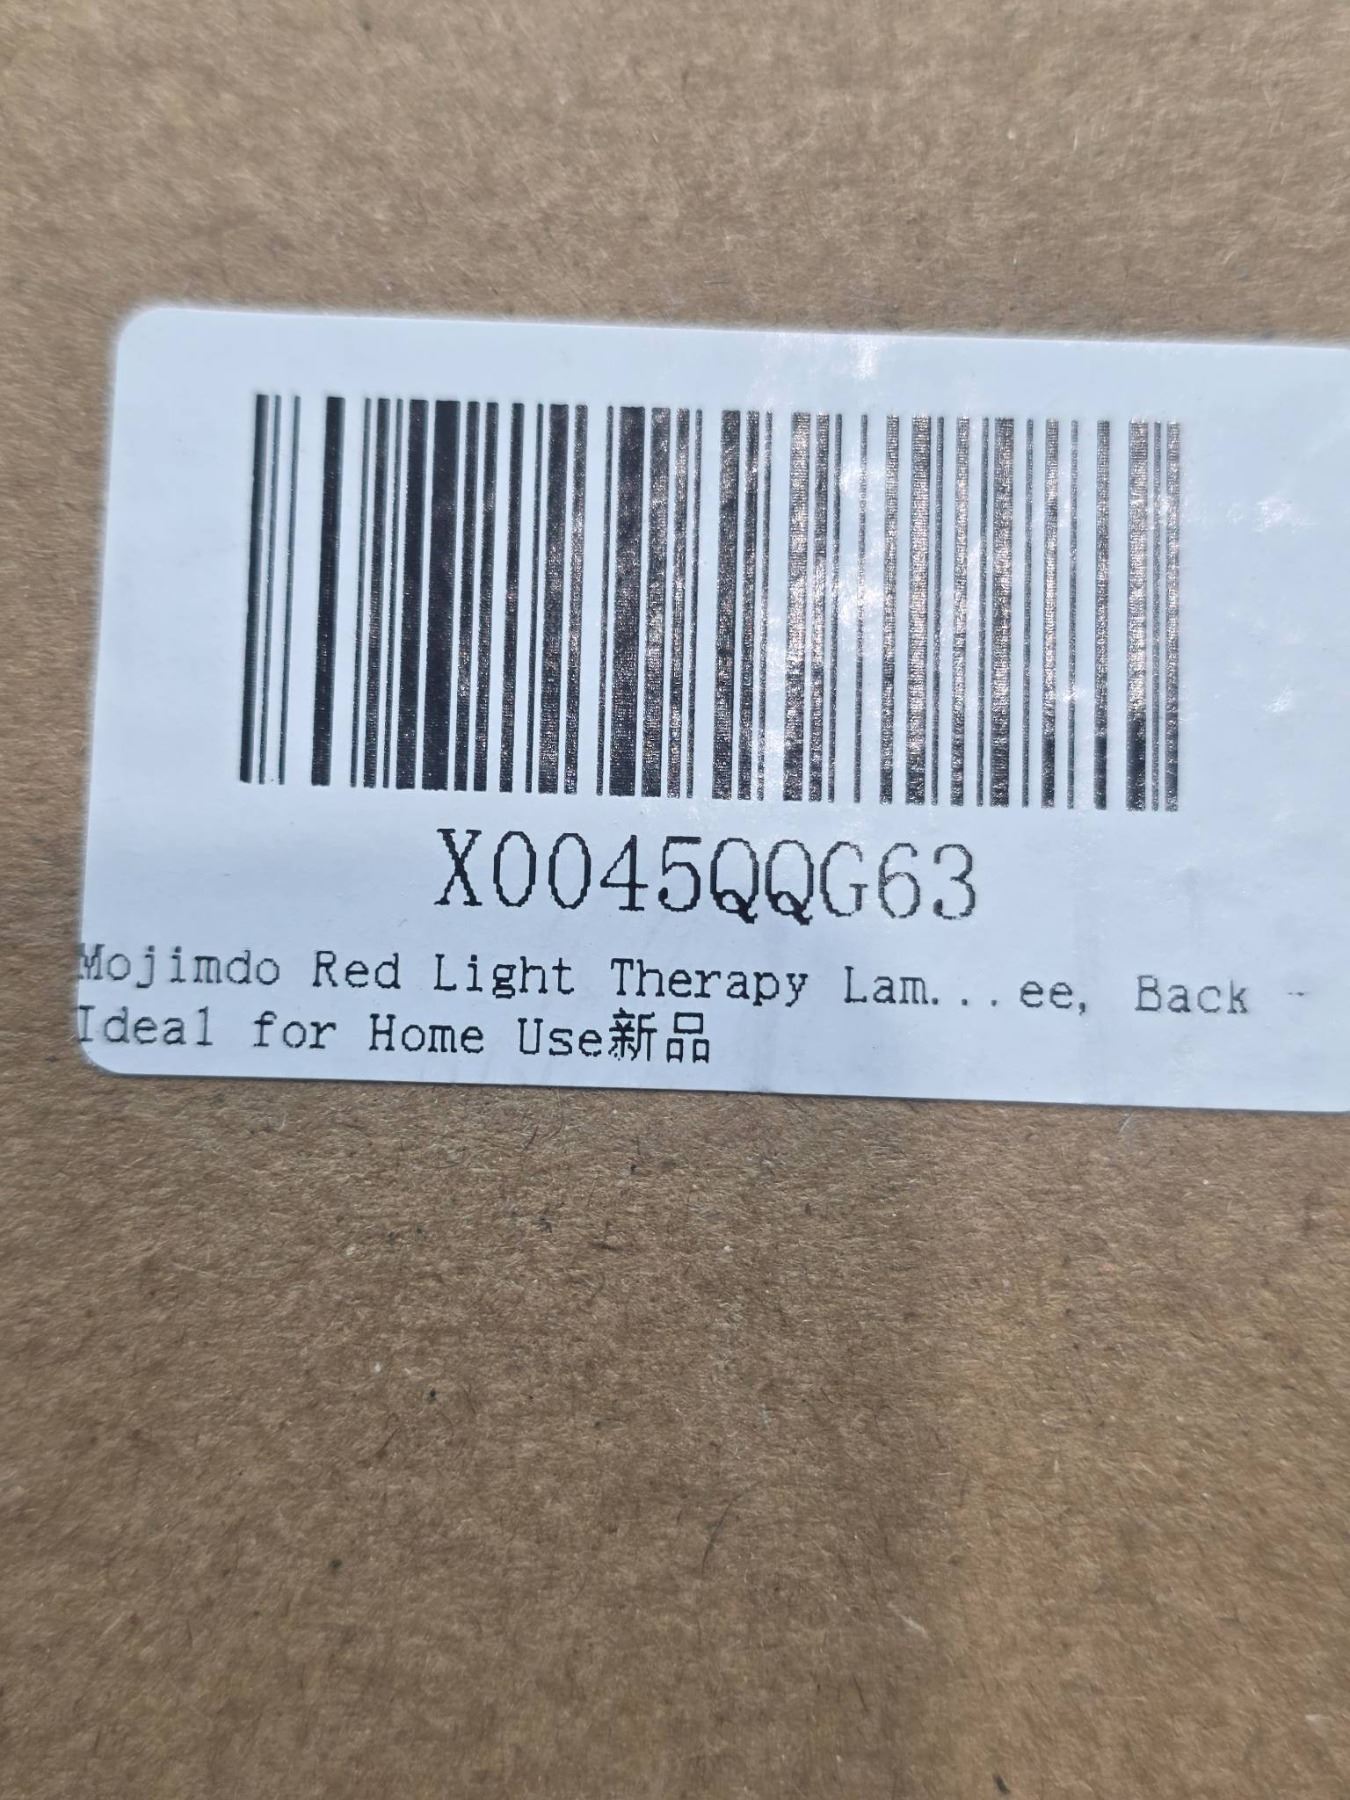 X0045QQG63
Mojimdo Red Light Therapy Lam...ee, Back -
Ideal for Home Use新品